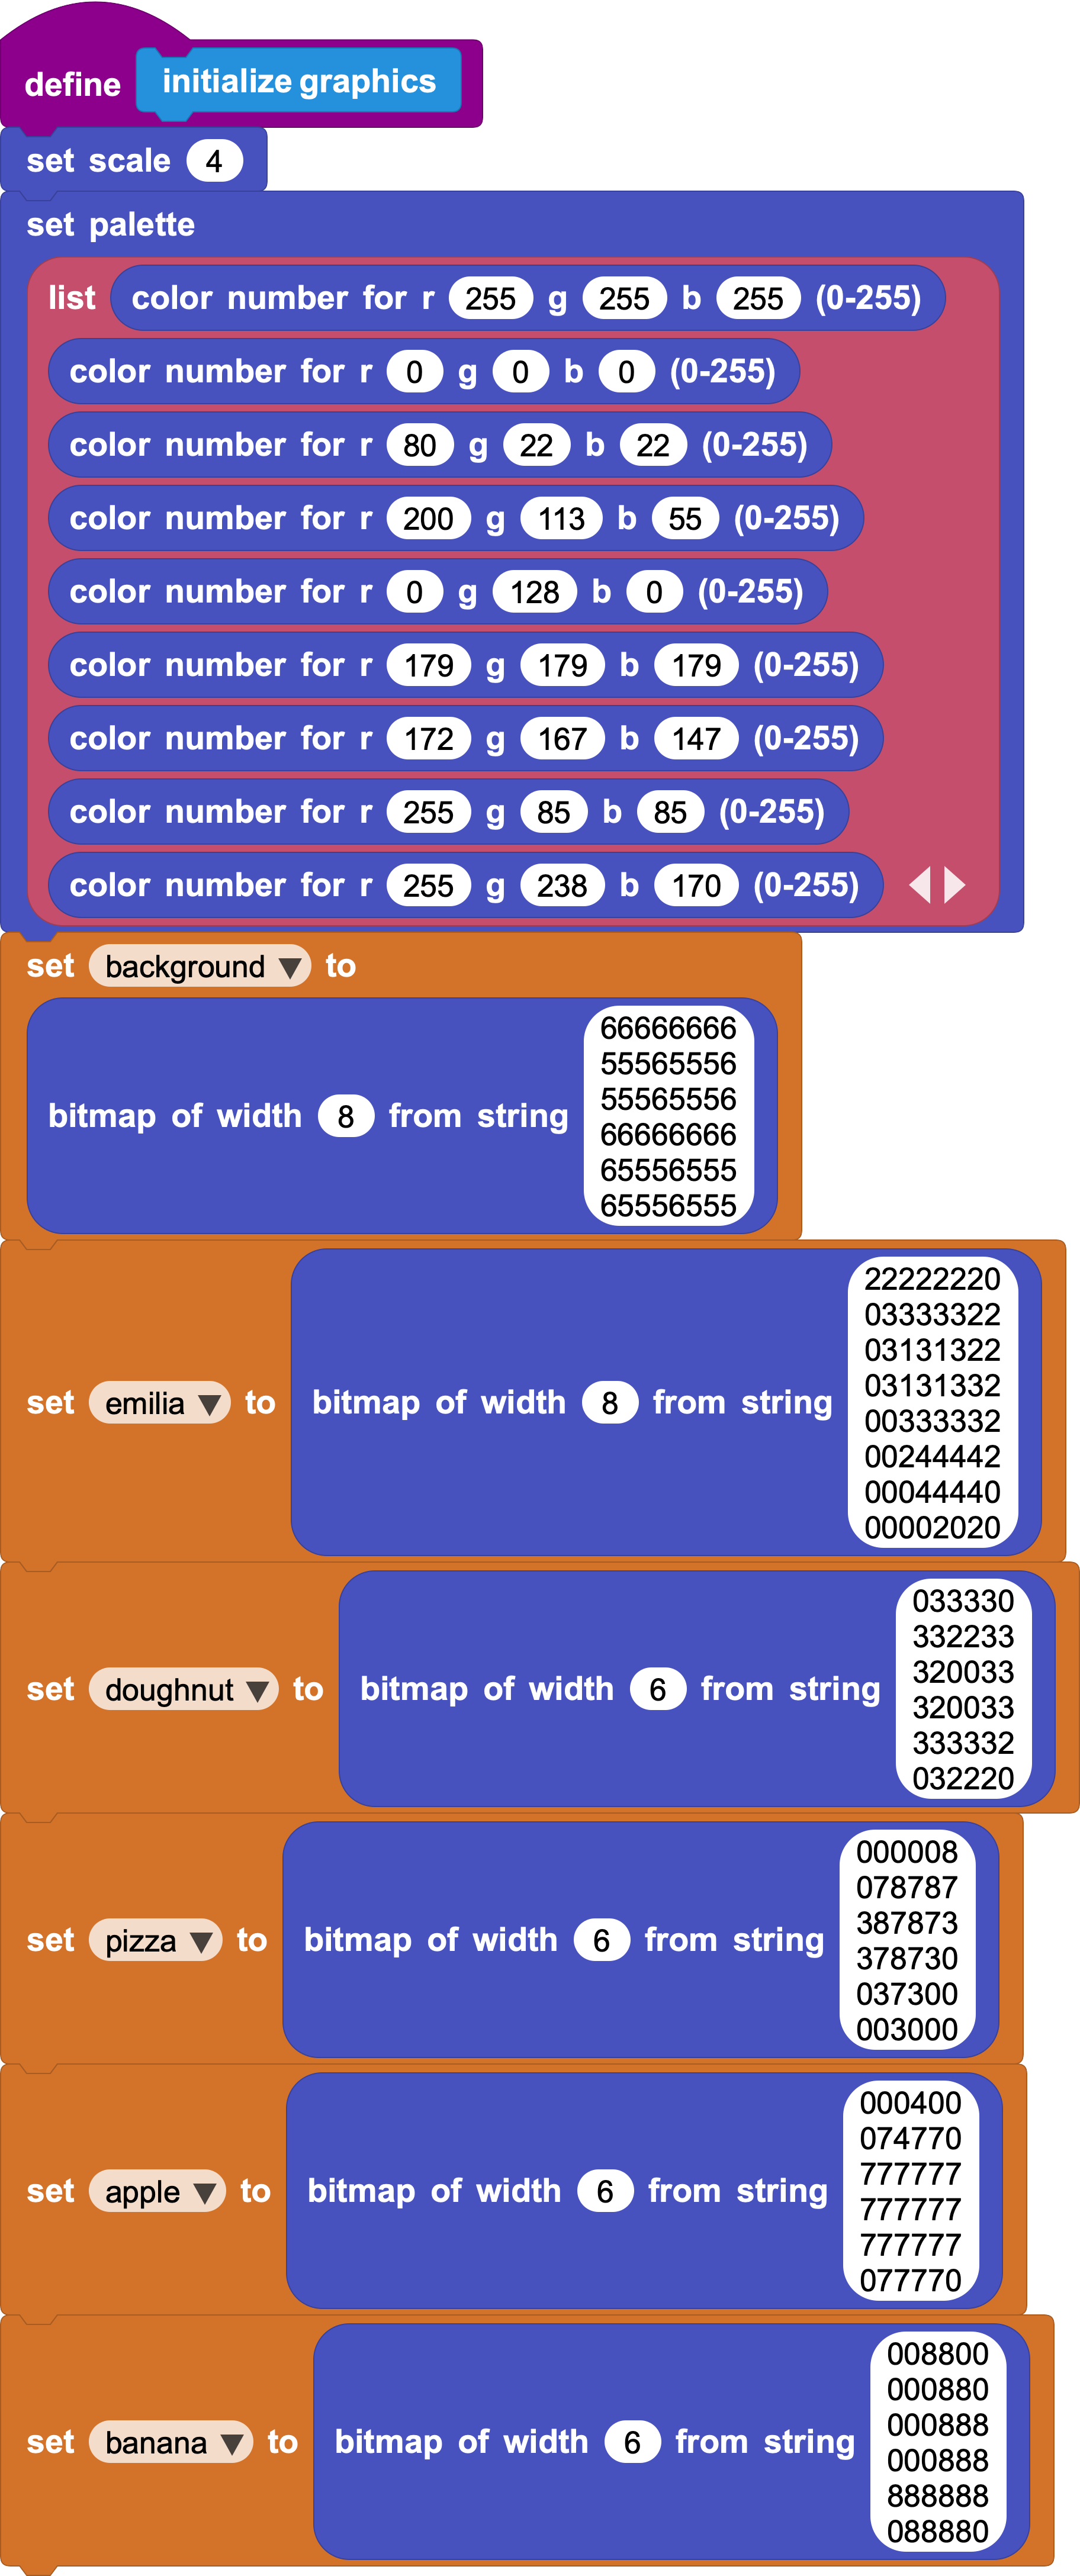 define initialize graphics
set scale 4
set palette
list color number for r 255 g 255 b 255 (0-255)
color number for r 0 g 0 b 0 (0-255)
color number for r 80 g 22 b 22 (0-255)
color number for r 200 g 113 b 55 (0-255)
color number for r 0 g 128 b 0 (0-255)
color number for r 179 g 179 b 179 (0-255)
color number for r 172 g 167 b 147 (0-255)
color number for r 255 g 85 b 85 (0-255)
color number for r 255 g 238 b 170 (0-255)
set background to
bitmap of width 8 from string
66666666
55565556
55565556
66666666
65556555
65556555
set emilia to bitmap of width 8 from string
22222220
03333322
03131322
03131332
00333332
00244442
00044440
00002020
set doughnut to bitmap of width 6 from string
033330
332233
320033
320033
333332
032220
set pizza to bitmap of width 6 from string
000008
078787
387873
378730
037300
003000
set apple to bitmap of width 6 from string
000400
074770
777777
777777
777777
077770
set banana to bitmap of width 6 from string
008800
000880
000888
000888
888888
088880